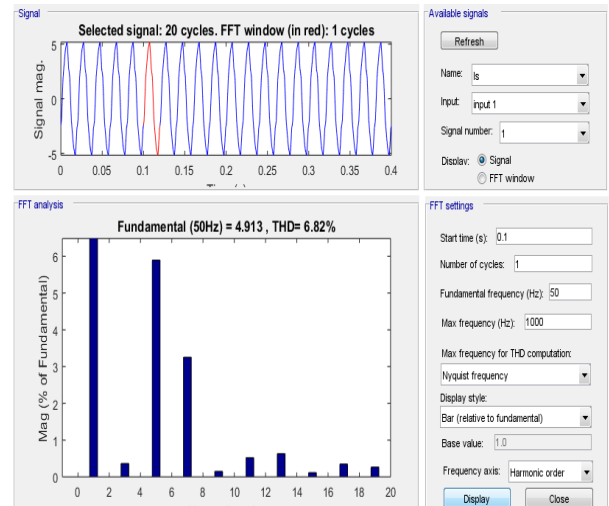 Signal
Selected signal: 20 cycles. FFT window (in red): 1 cycles
Signal mag.
5
0
-5
0 0.05 0.1 0.15 0.2 0.25 0.3 0.35 0.4
Available signals
Refresh
Name: Is
Input: input 1
Signal number: 1
Display: Signal
FFT window
FFT analysis
Fundamental (50Hz) = 4.913 , THD= 6.82%
Mag (% of Fundamental)
6
5
4
3
2
1
0
0 2 4 6 8 10 12 14 16 18 20
FFT settings
Start time (s): 0.1
Number of cycles: 1
Fundamental frequency (Hz): 50
Max frequency (Hz): 1000
Max frequency for THD computation:
Nyquist frequency
Display style:
Bar (relative to fundamental)
Base value: 1.0
Frequency axis: Harmonic order
Display Close